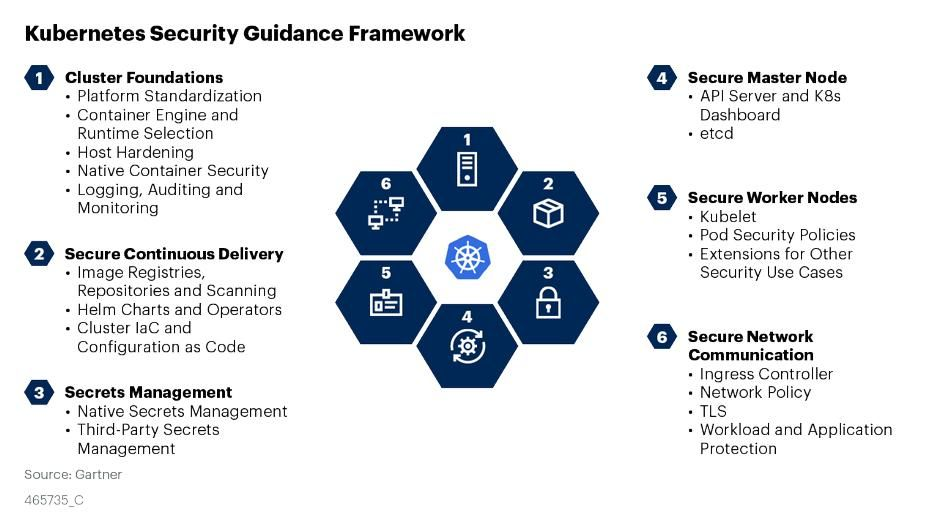 Kubernetes Security Guidance Framework
1
Cluster Foundations
• Platform Standardization
• Container Engine and
Runtime Selection
• Host Hardening
• Native Container Security
• Logging, Auditing and
Monitoring
2
Secure Continuous Delivery
• Image Registries,
Repositories and Scanning
• Helm Charts and Operators
• Cluster IaC and
Configuration as Code
3
Secrets Management
• Native Secrets Management
• Third-Party Secrets
Management
1
2
3
4
5
6
4
Secure Master Node
• API Server and K8s
Dashboard
• etcd
5
Secure Worker Nodes
• Kubelet
• Pod Security Policies
• Extensions for Other
Security Use Cases
6
Secure Network
Communication
• Ingress Controller
• Network Policy
• TLS
• Workload and Application
Protection
Source: Gartner
465735_C